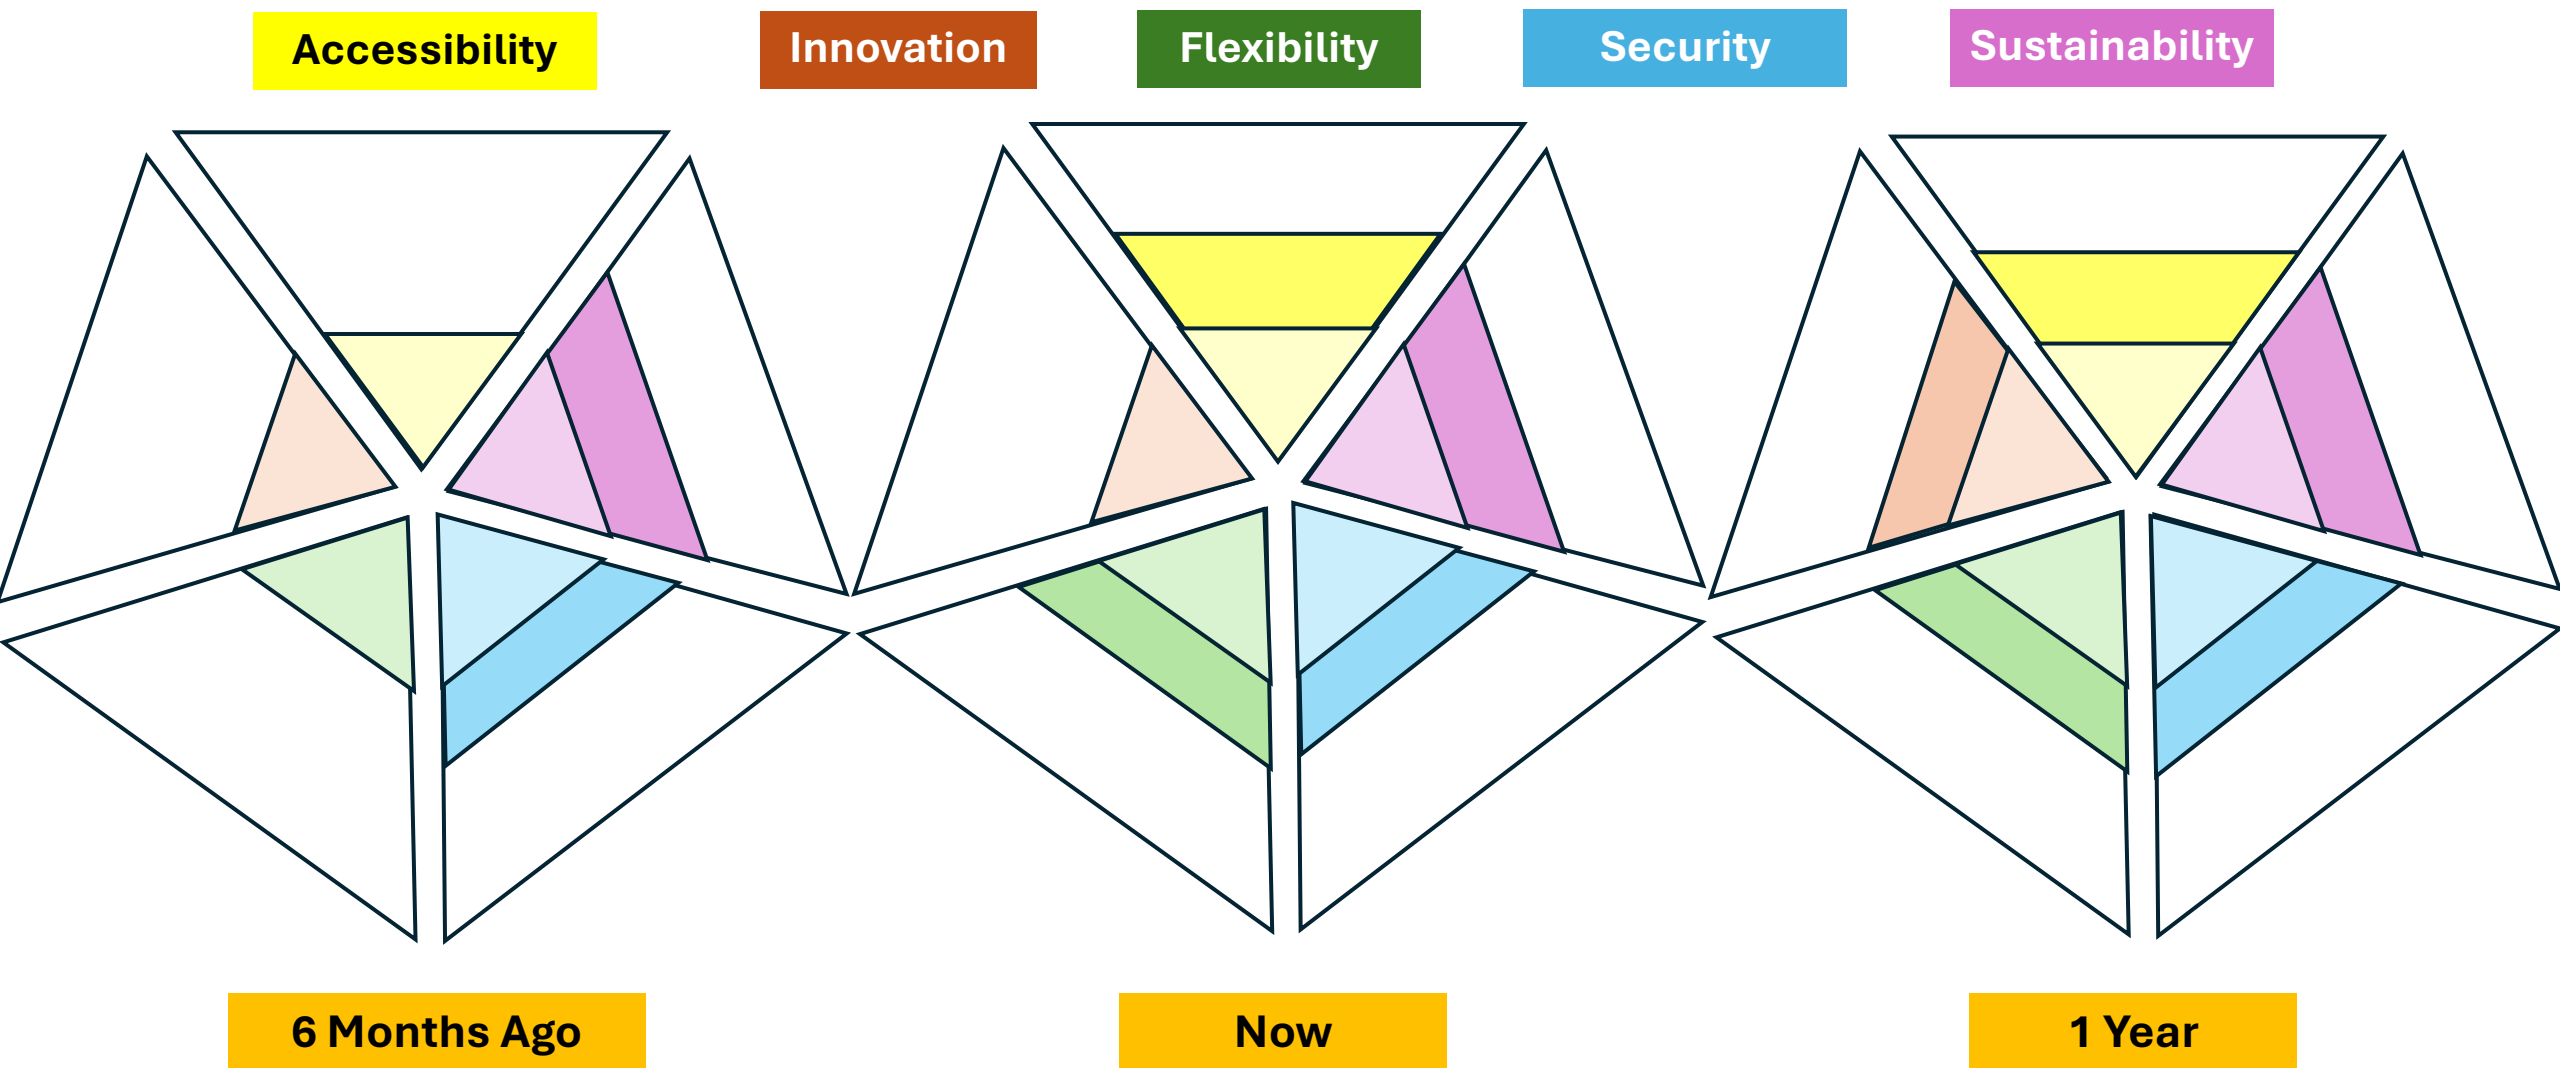 Accessibility
Innovation
Flexibility
Security
Sustainability
6 Months Ago
Now
1 Year